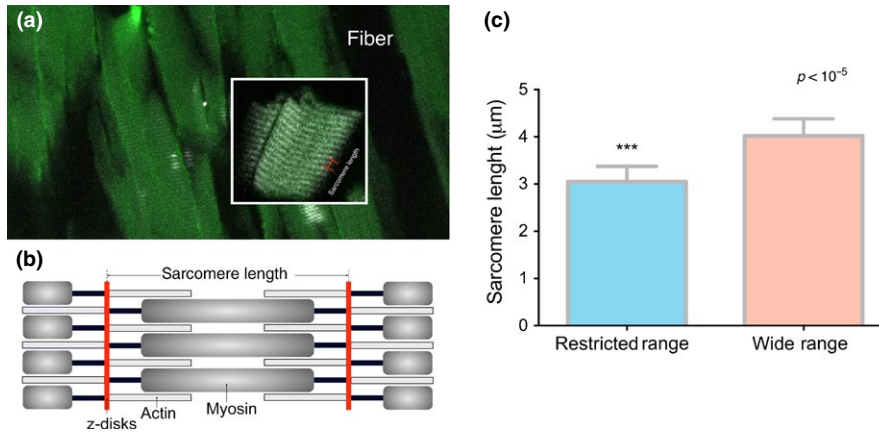 (a)
Fiber
Sarcomere length
(b)
Sarcomere length
Actin
Myosin
z-disks
(c)
p < 10⁻⁵
***
Sarcomere lenght (μm)
5
4
3
2
1
0
Restricted range
Wide range